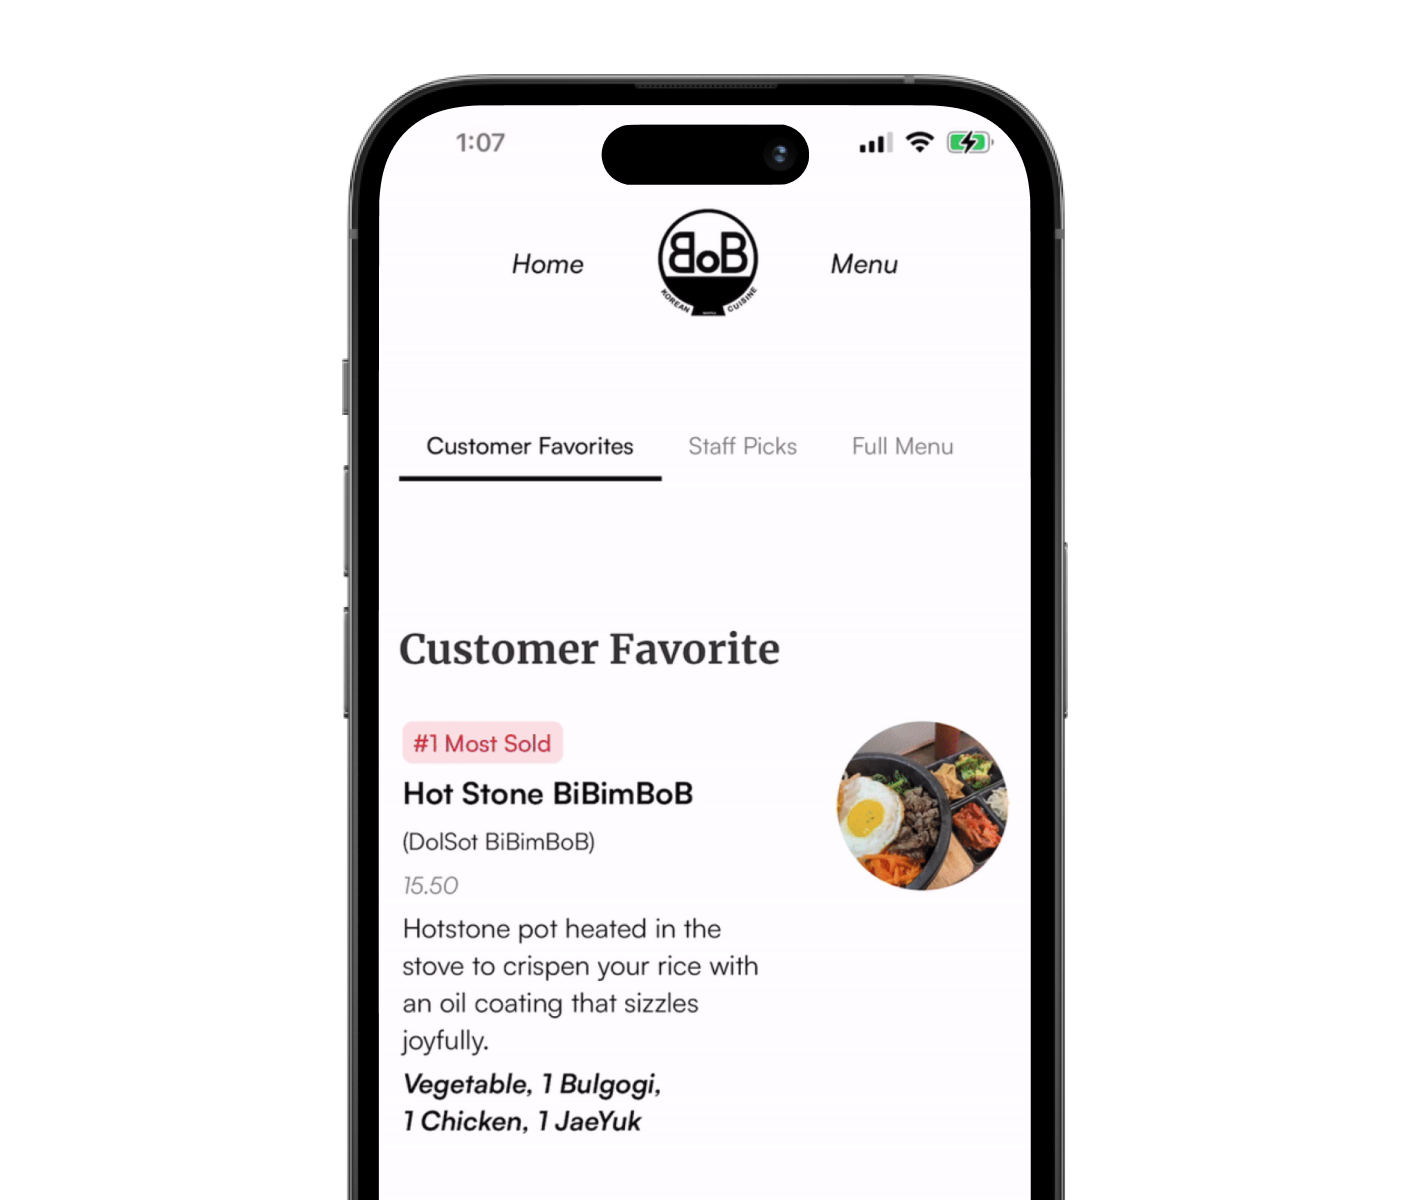 1:07
Home
BoB
KOREAN CUISINE
Menu
Customer Favorites
Staff Picks
Full Menu
Customer Favorite
#1 Most Sold
Hot Stone BiBimBoB
(DolSot BiBimBoB)
15.50
Hotstone pot heated in the
stove to crispen your rice with
an oil coating that sizzles
joyfully.
Vegetable, 1 Bulgogi,
1 Chicken, 1 JaeYuk